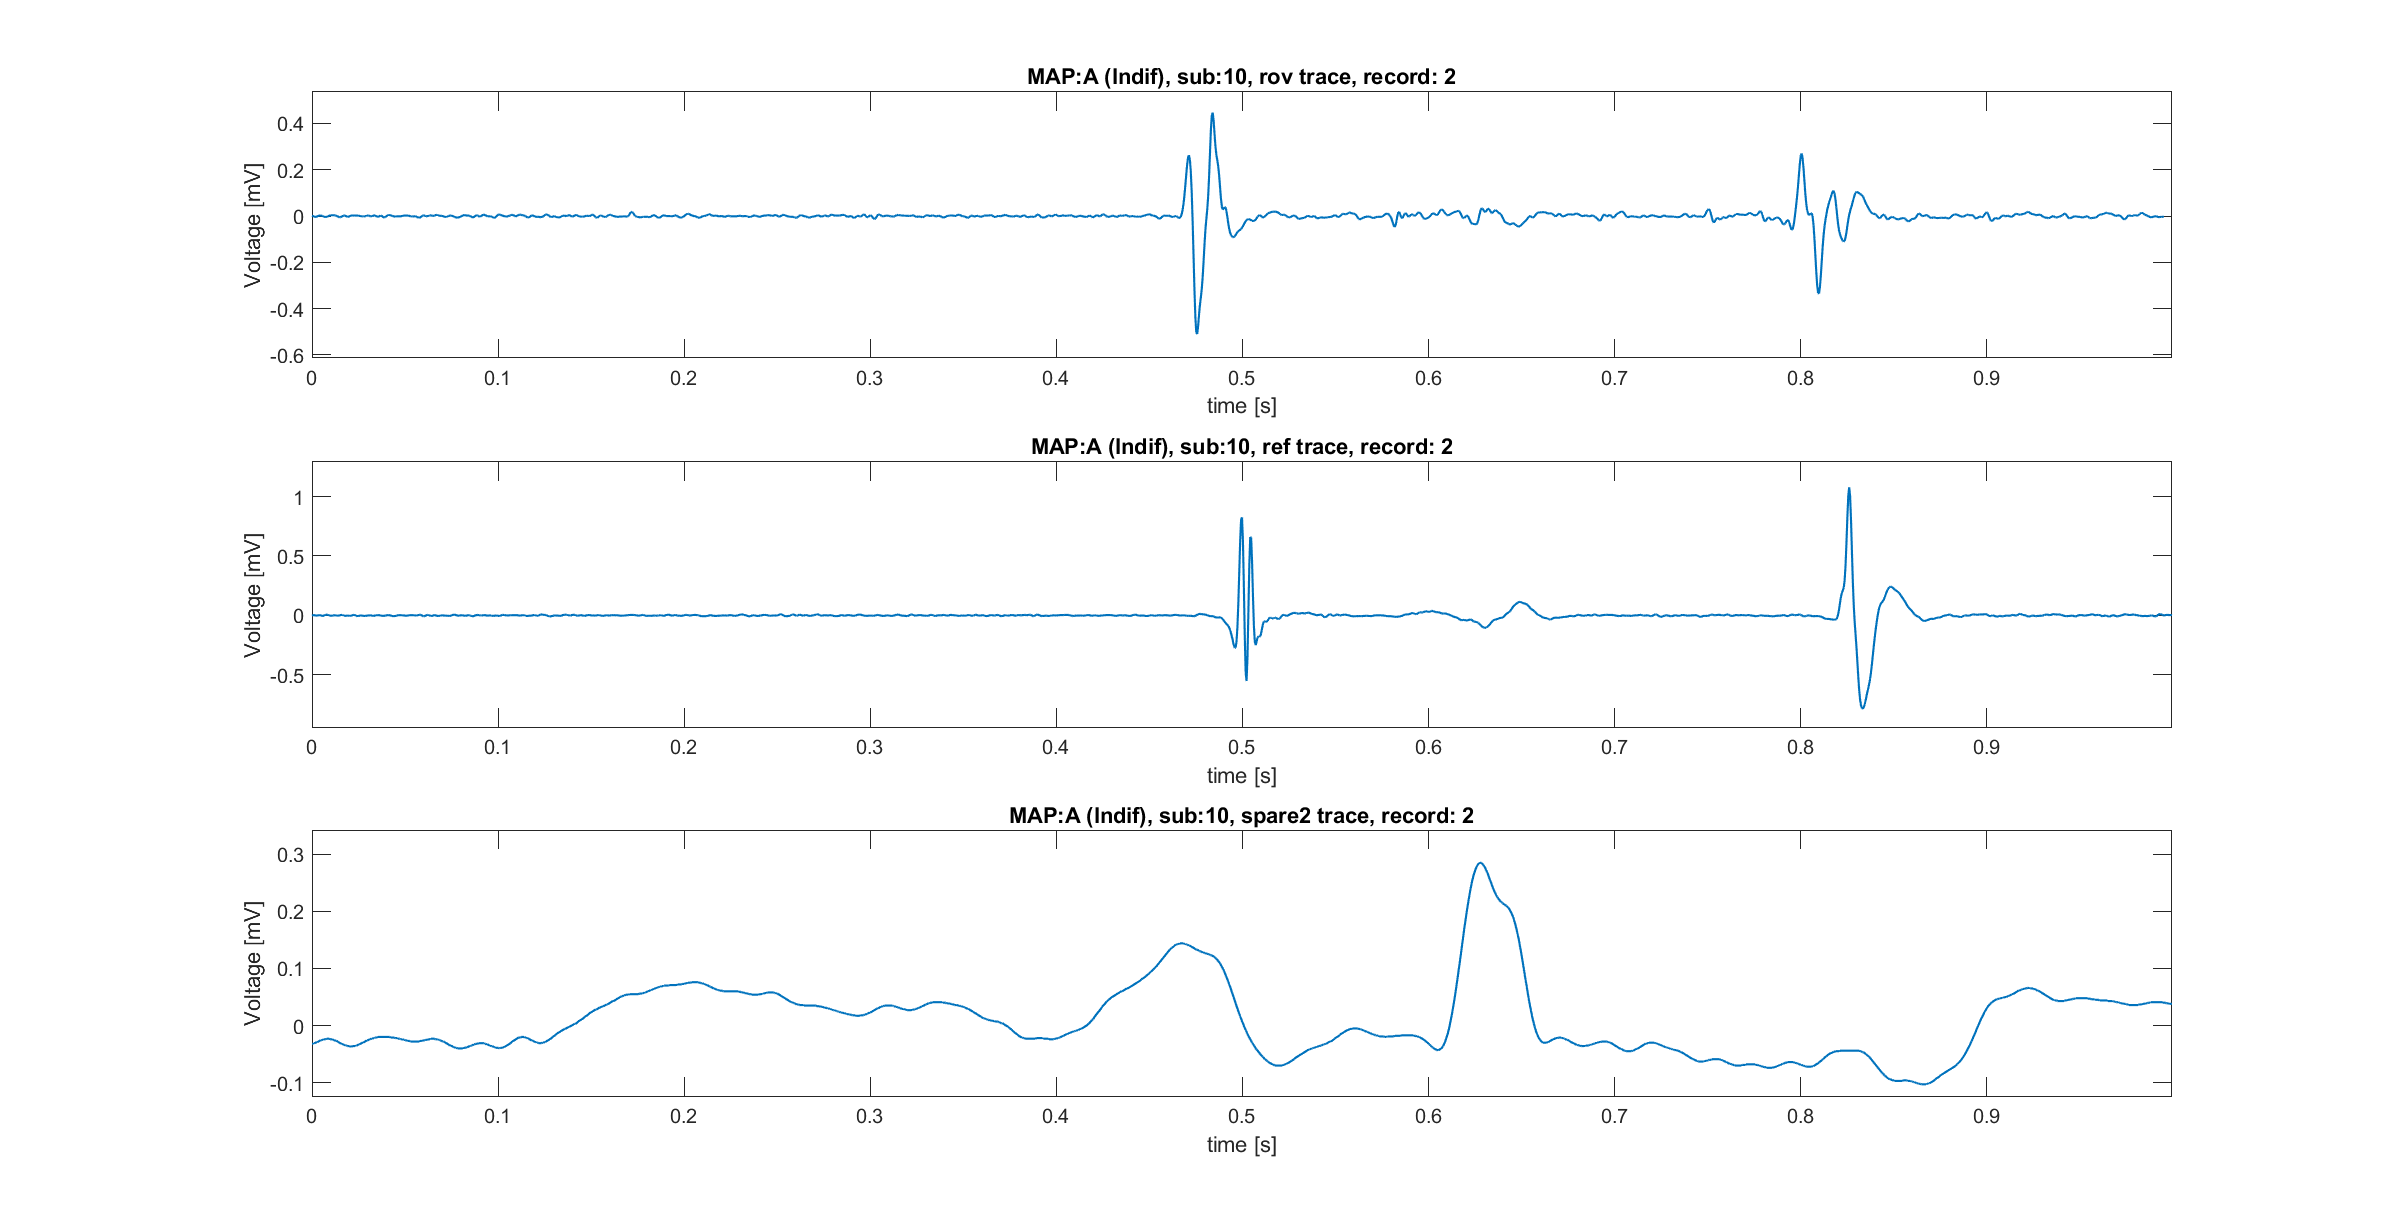 MAP:A (Indif), sub:10, rov trace, record: 2
Voltage [mV]
0.4
0.2
0
-0.2
-0.4
-0.6
0 0.1 0.2 0.3 0.4 0.5 0.6 0.7 0.8 0.9
time [s]
MAP:A (Indif), sub:10, ref trace, record: 2
Voltage [mV]
1
0.5
0
-0.5
0 0.1 0.2 0.3 0.4 0.5 0.6 0.7 0.8 0.9
time [s]
MAP:A (Indif), sub:10, spare2 trace, record: 2
Voltage [mV]
0.3
0.2
0.1
0
-0.1
0 0.1 0.2 0.3 0.4 0.5 0.6 0.7 0.8 0.9
time [s]